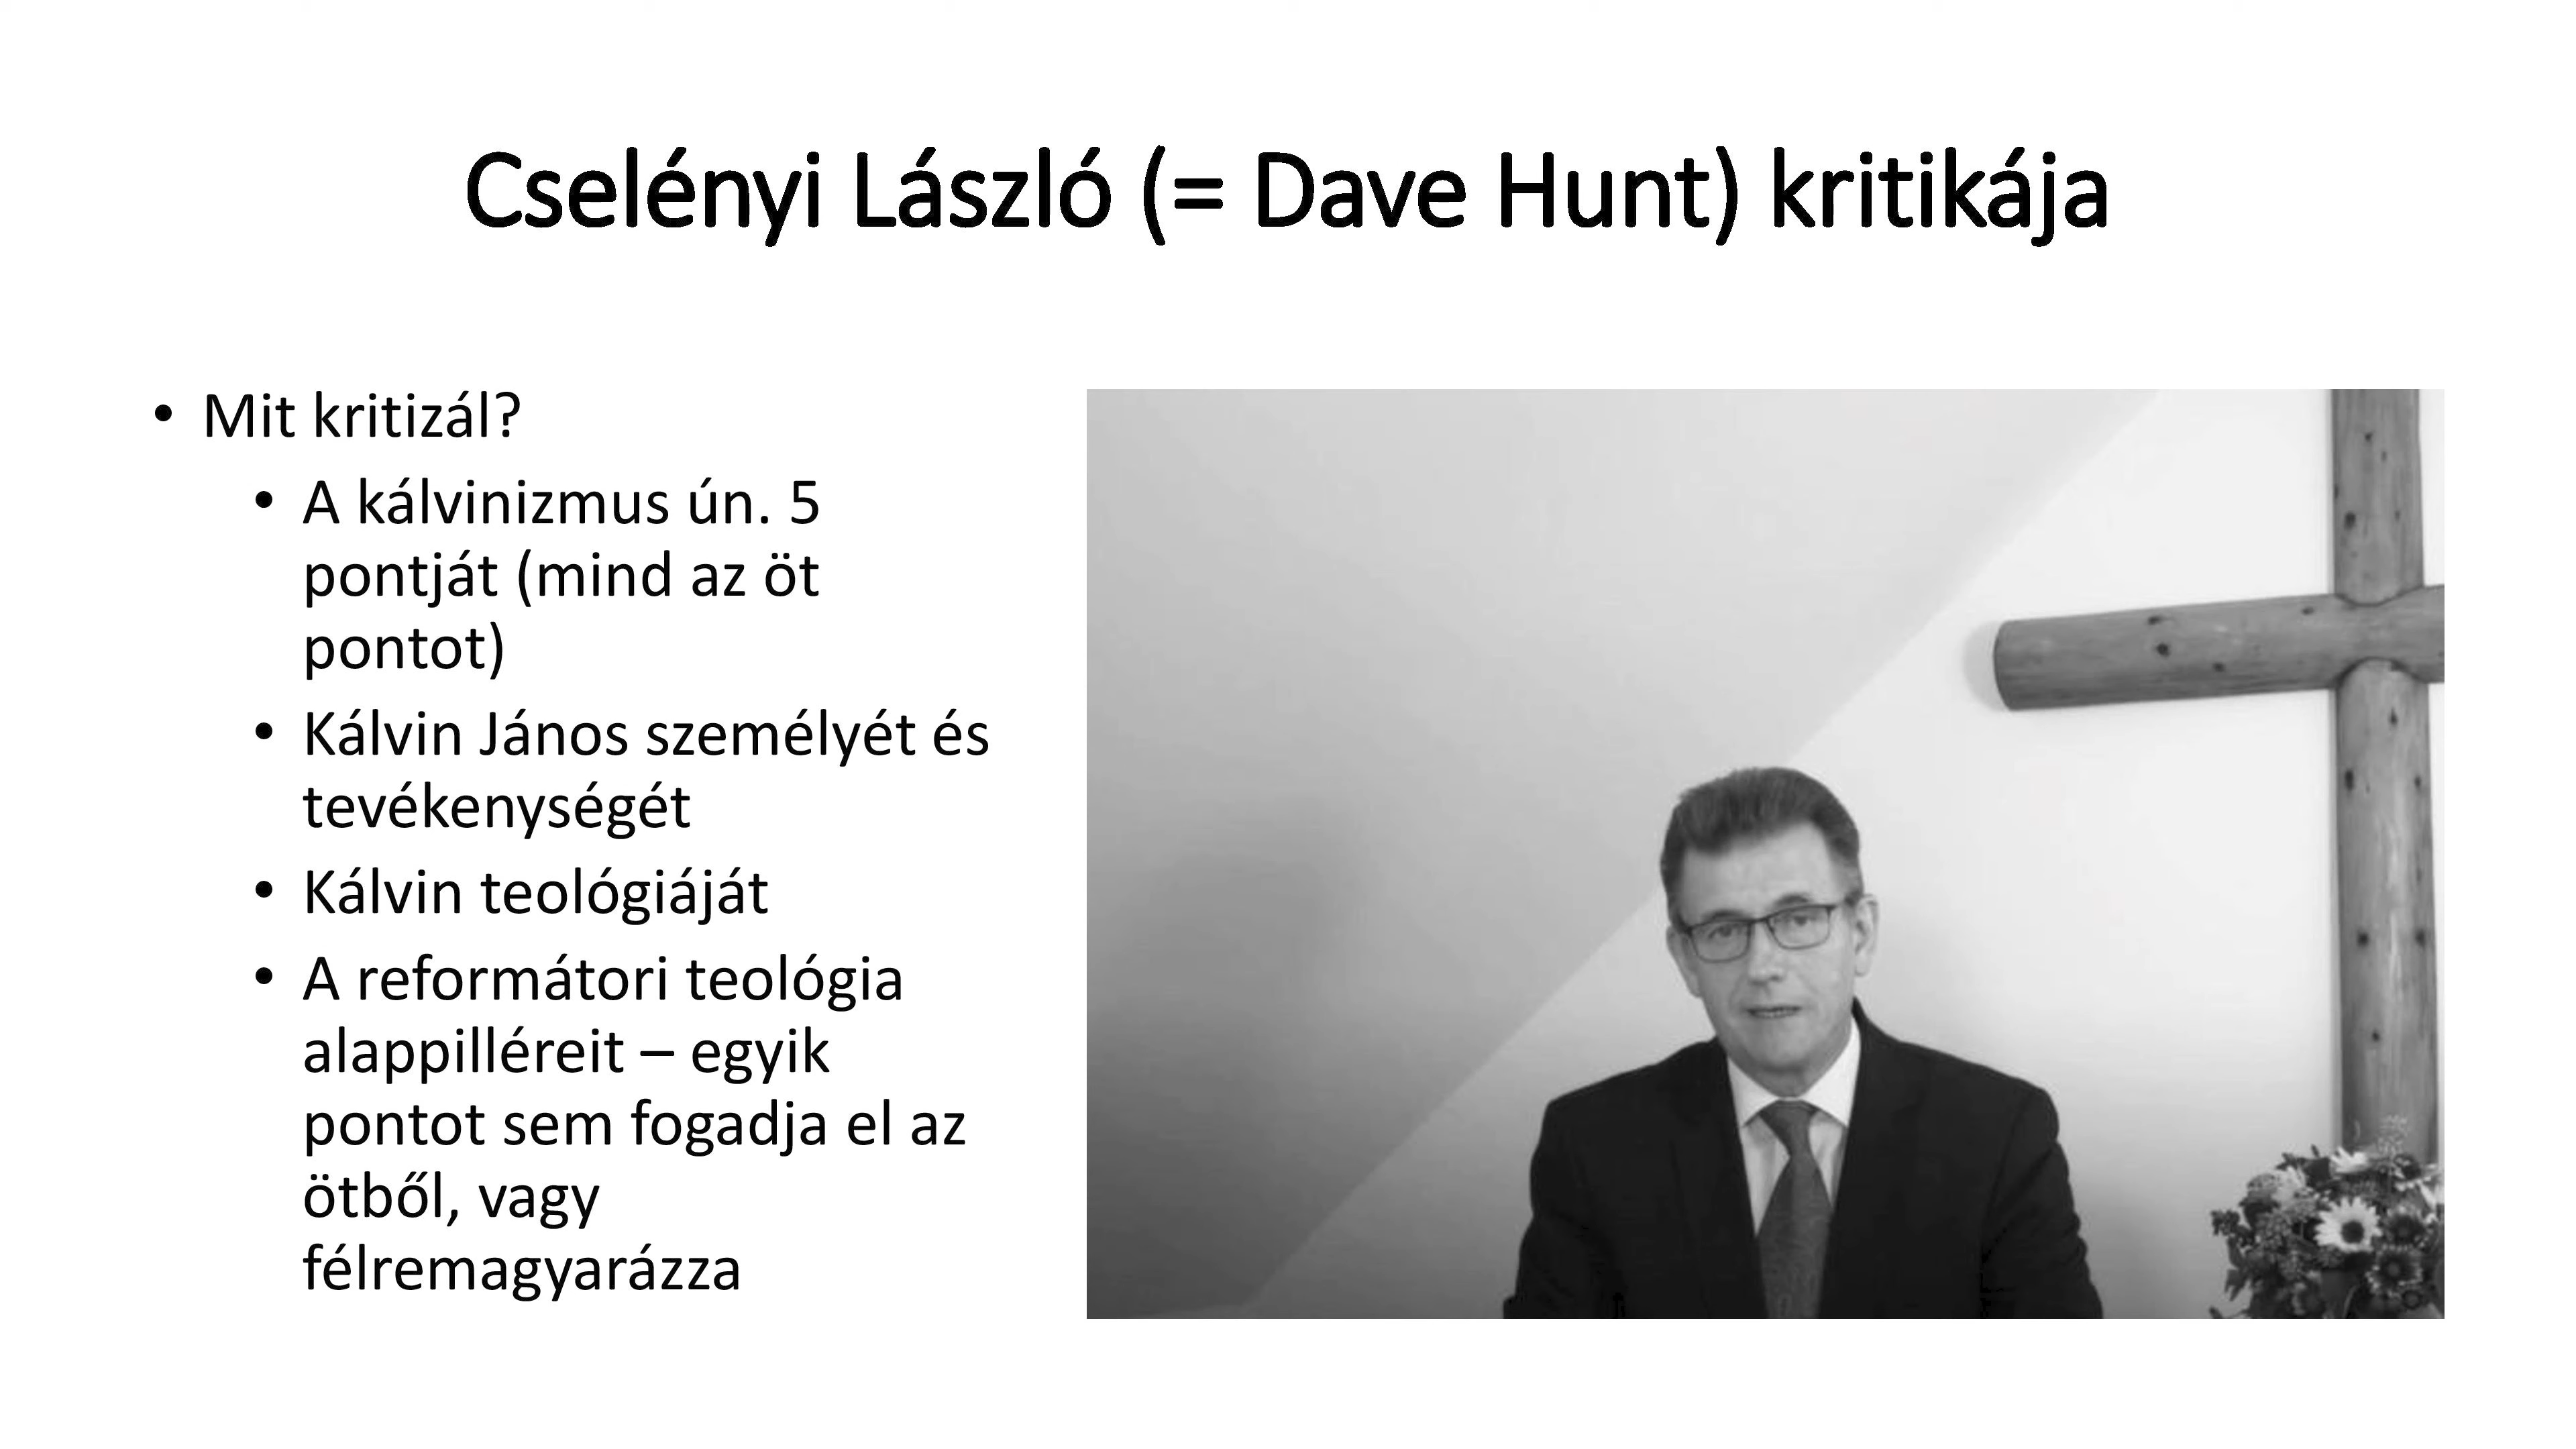 Cselényi László (= Dave Hunt) kritikája
• Mit kritizál?
• A kálvinizmus ún. 5
pontját (mind az öt
pontot)
• Kálvin János személyét és
tevékenységét
• Kálvin teológiáját
• A reformátori teológia
alappilléreit – egyik
pontot sem fogadja el az
ötből, vagy
félremagyarázza